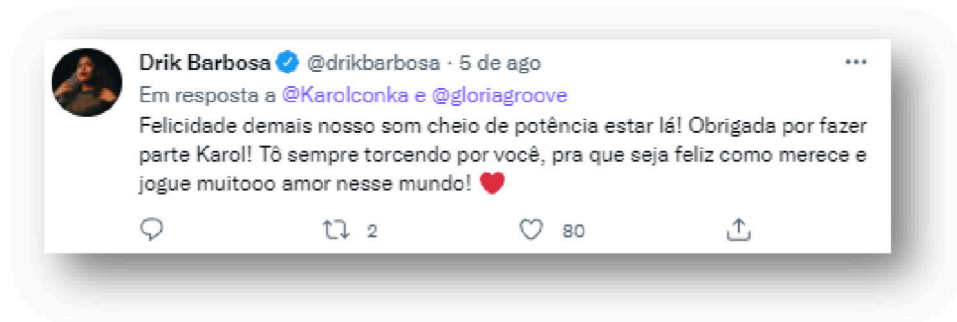 Drik Barbosa @drikbarbosa · 5 de ago
Em resposta a @Karolconka e @gloriagroove
Felicidade demais nosso som cheio de potência estar lá! Obrigada por fazer
parte Karol! Tô sempre torcendo por você, pra que seja feliz como merece e
jogue muitooo amor nesse mundo! ❤️
2 80